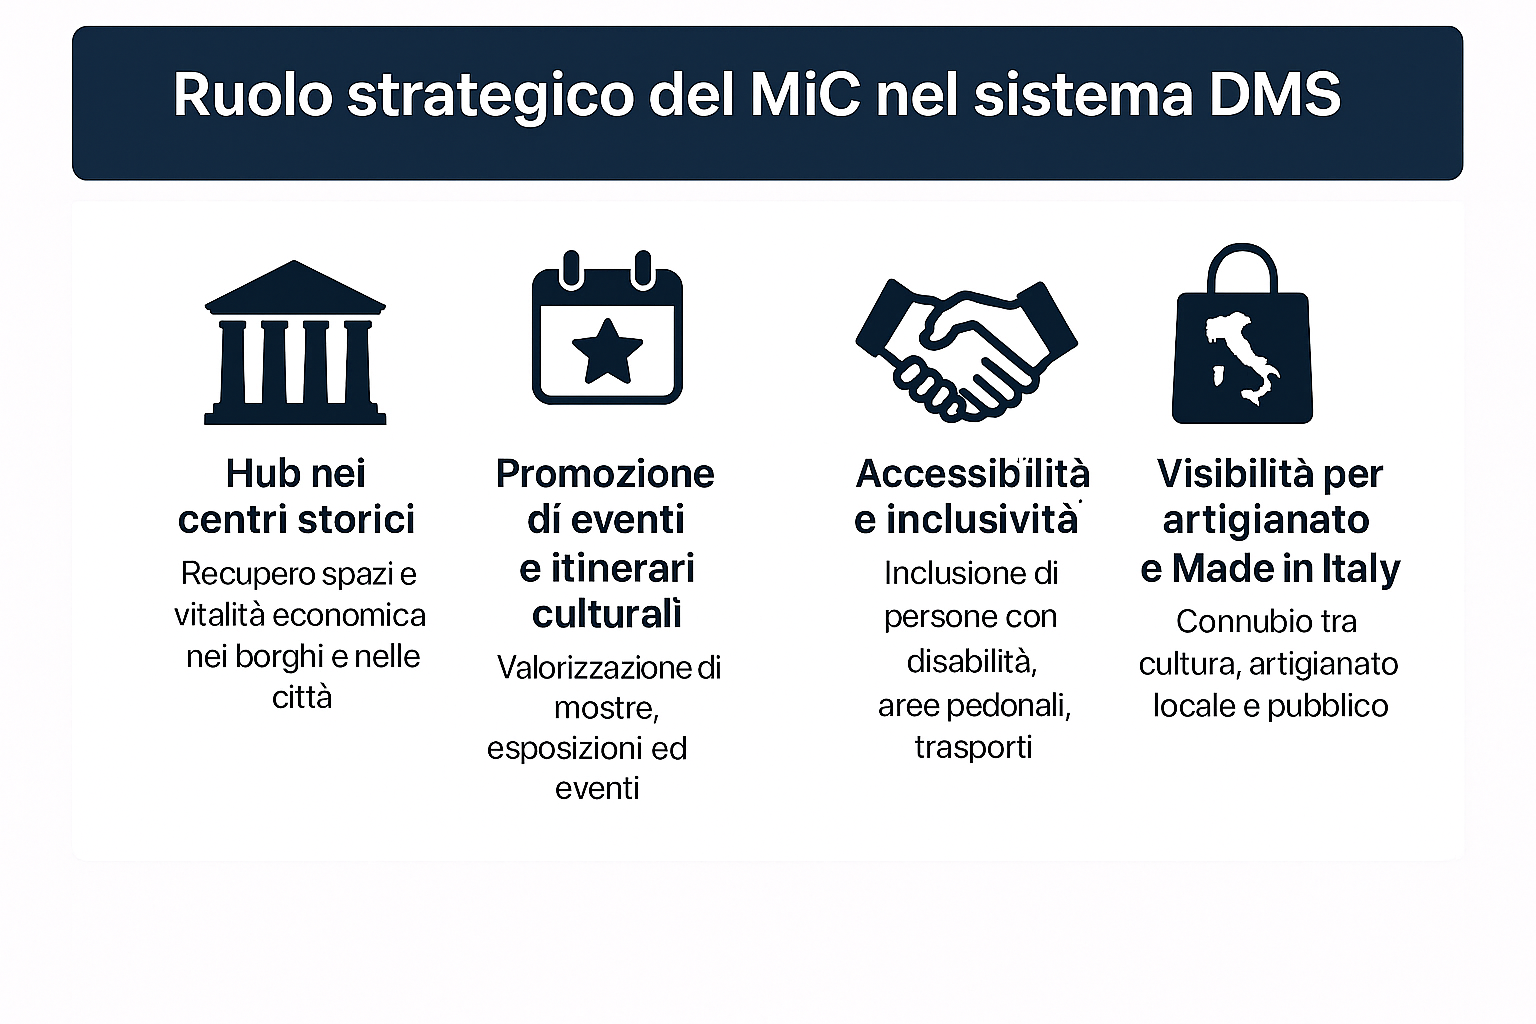 Ruolo strategico del MiC nel sistema DMS
Hub nei
centri storici
Recupero spazi e
vitalità economica
nei borghi e nelle
città
Promozione
dí eventi
e itinerari
culturalì
Valorizzazione di
mostre,
esposizioni ed
eventi
Accessibilità
e inclusività
Inclusione di
persone con
disabilità,
aree pedonali,
trasporti
Visibilità per
artigianato
e Made in Italy
Connubio tra
cultura, artigianato
locale e pubblico